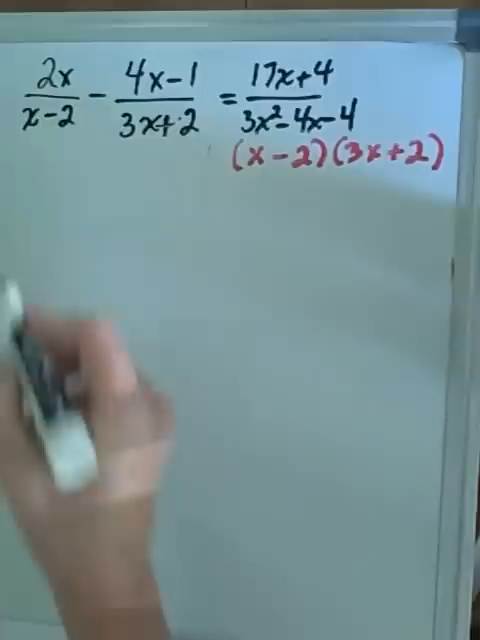 2x/(x-2) - (4x-1)/(3x+2) = (17x+4)/(3x²-4x-4)
(x-2)(3x+2)